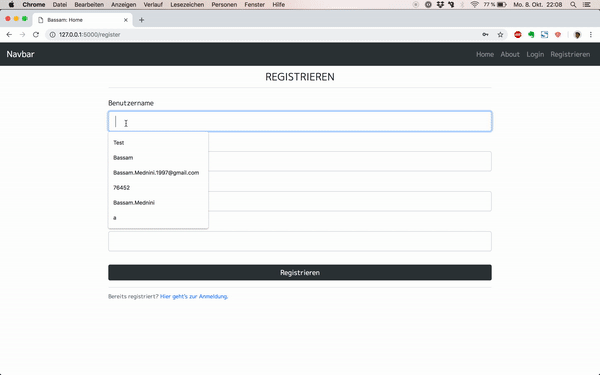 Chrome Datei Bearbeiten Anzeigen Verlauf Lesezeichen Personen Fenster Hilfe 77 % Mo. 8. Okt. 22:08
Bassam: Home
127.0.0.1:5000/register
Navbar Home About Login Registrieren
REGISTRIEREN
Benutzername
Test
Bassam
Bassam.Mednini.1997@gmail.com
76452
Bassam.Mednini
a
Registrieren
Bereits registriert? Hier geht's zur Anmeldung.